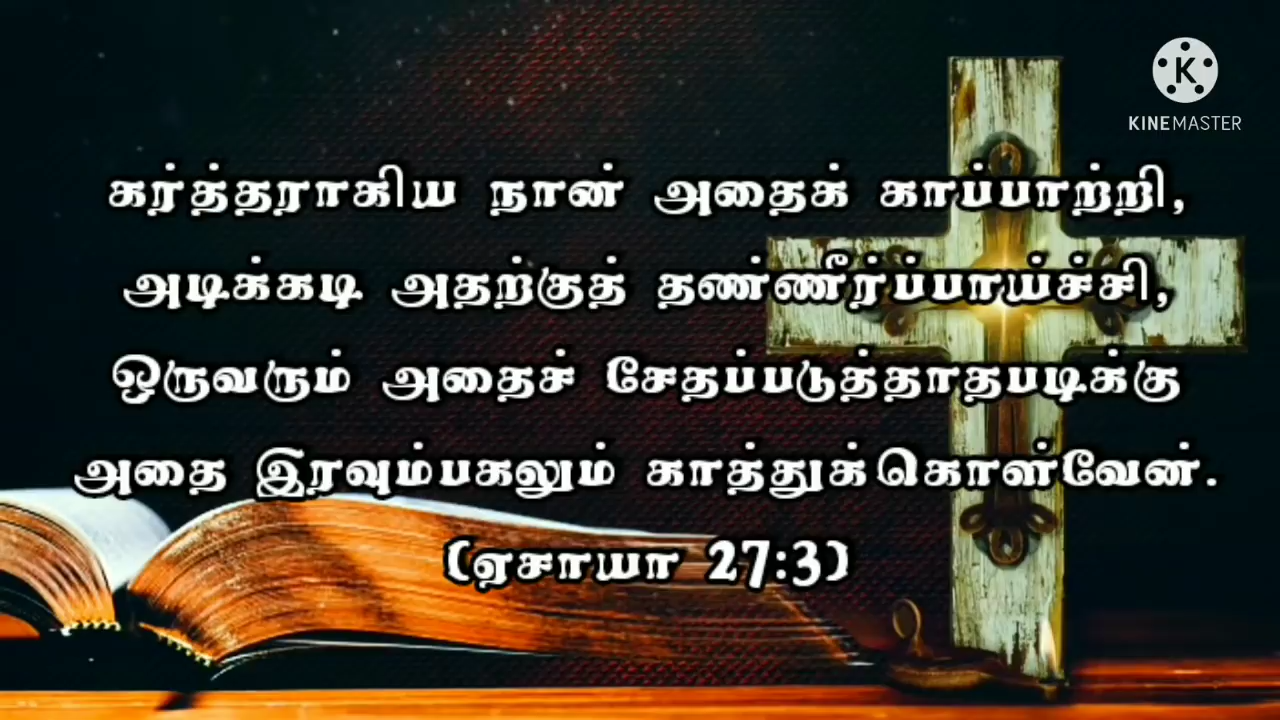 KINEMASTER
கர்த்தராகிய நான் அதைக் காப்பாற்றி,
அடிக்கடி அதற்குத் தண்ணீர்ப்பாய்ச்சி,
ஒருவரும் அதைச் சேதப்படுத்தாதபடிக்கு
அதை இரவும்பகலும் காத்துக்கொள்வேன்.
(ஏசாயா 27:3)